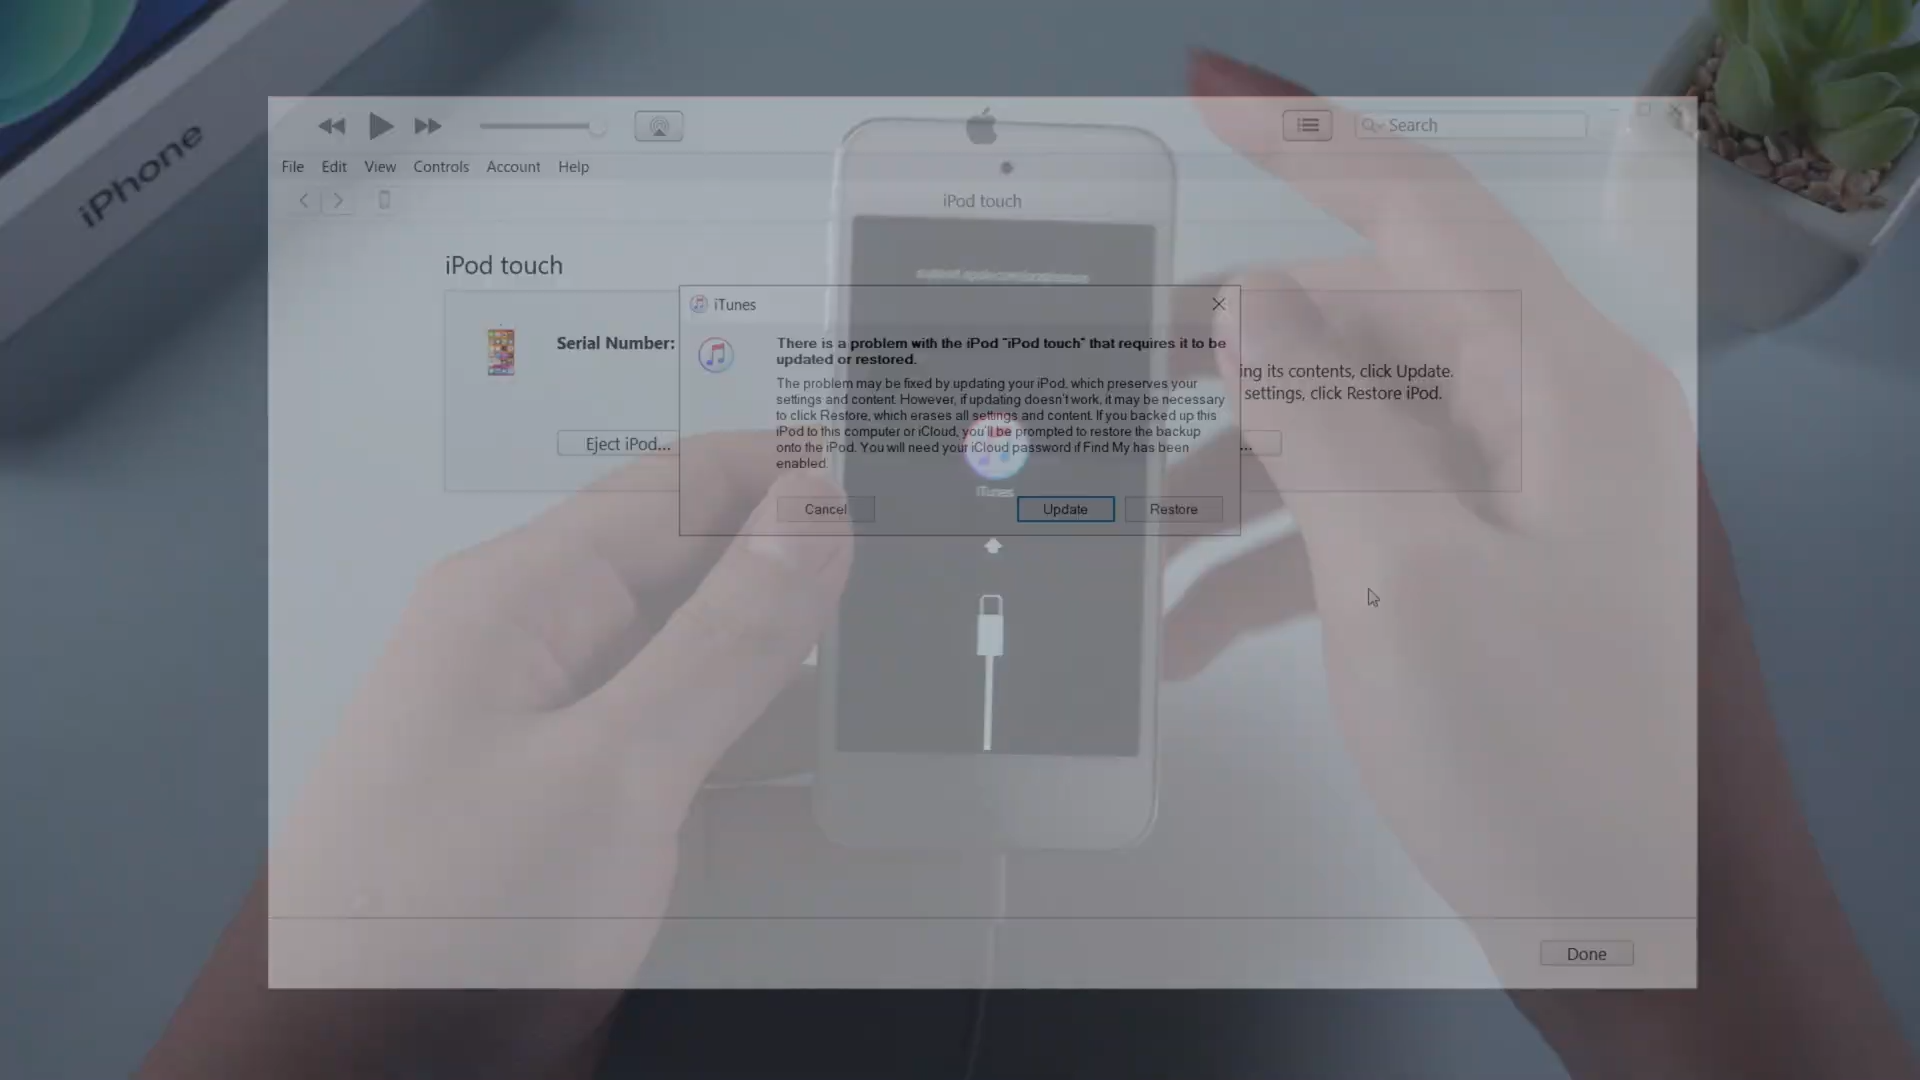 iPhone
Search
File Edit View Controls Account Help
iPod touch
iPod touch
iTunes
Serial Number:
There is a problem with the iPod "iPod touch" that requires it to be
updated or restored.
The problem may be fixed by updating your iPod, which preserves your
settings and content. However, if updating doesn't work, it may be necessary
to click Restore, which erases all settings and content. If you backed up this
iPod to this computer or iCloud, you'll be prompted to restore the backup
onto the iPod. You will need your iCloud password if Find My has been
enabled.
ing its contents, click Update.
settings, click Restore iPod.
Eject iPod...
...
iTunes
Cancel Update Restore
Done